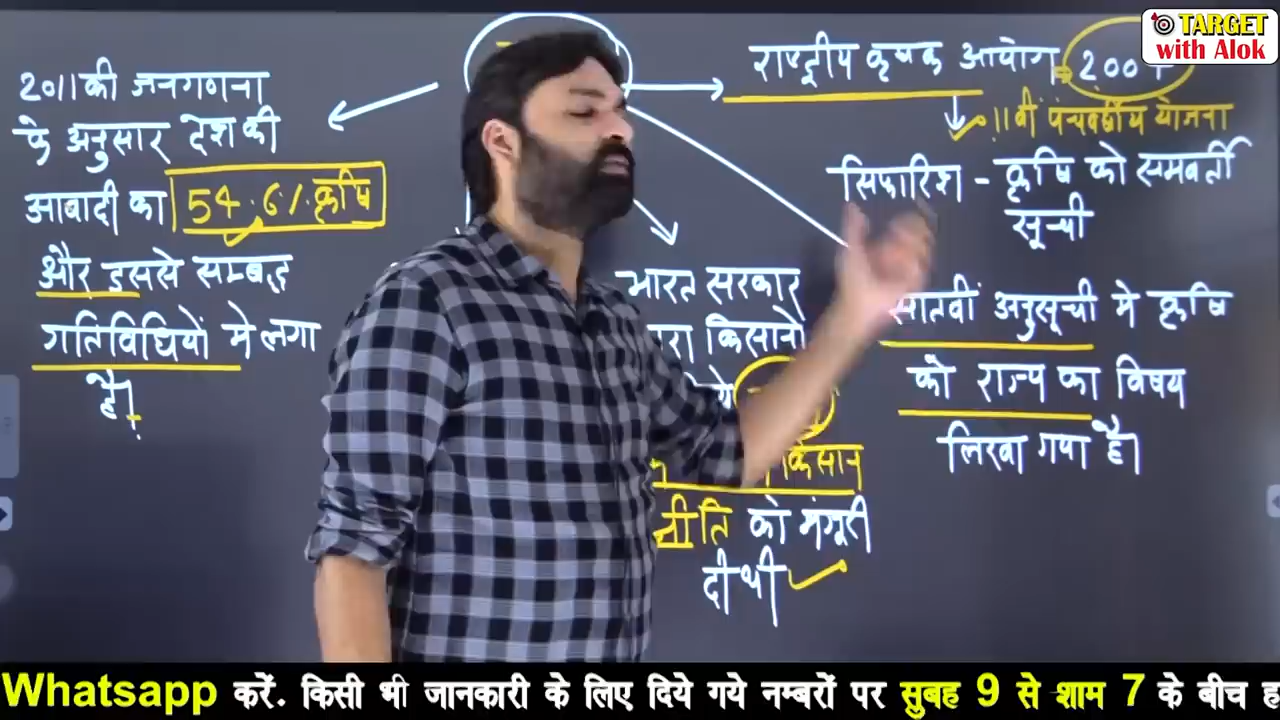 TARGET
with Alok
2011 की जनगणना
के अनुसार देश की
आबादी का 54.6% कृषि
और इससे सम्बद्ध
गतिविधियों मे लगा
है।
भारत सरकार
किसानो
किसान
नीति को मंजूरी
दी थी
राष्ट्रीय कृषक आयोग
11वीं पंचवर्षीय योजना
सिफारिश - कृषि को समवर्ती
सूची
सातवीं अनुसूची मे कृषि
को राज्य का विषय
लिखा गया है।
Whatsapp करें. किसी भी जानकारी के लिए दिये गये नम्बरों पर सुबह 9 से शाम 7 के बीच